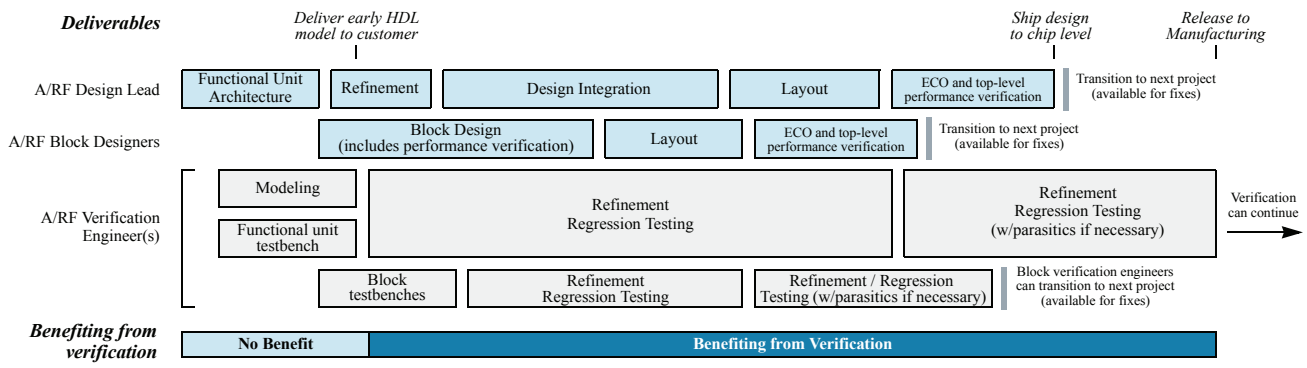 Deliverables
Deliver early HDL
model to customer
Ship design
to chip level
Release to
Manufacturing
A/RF Design Lead
Functional Unit
Architecture
Refinement
Design Integration
Layout
ECO and top-level
performance verification
Transition to next project
(available for fixes)
A/RF Block Designers
Block Design
(includes performance verification)
Layout
ECO and top-level
performance verification
Transition to next project
(available for fixes)
A/RF Verification
Engineer(s)
Modeling
Functional unit
testbench
Refinement
Regression Testing
Refinement
Regression Testing
(w/parasitics if necessary)
Verification
can continue
Block
testbenches
Refinement
Regression Testing
Refinement / Regression
Testing (w/parasitics if necessary)
Block verification engineers
can transition to next project
(available for fixes)
Benefiting from
verification
No Benefit
Benefiting from Verification